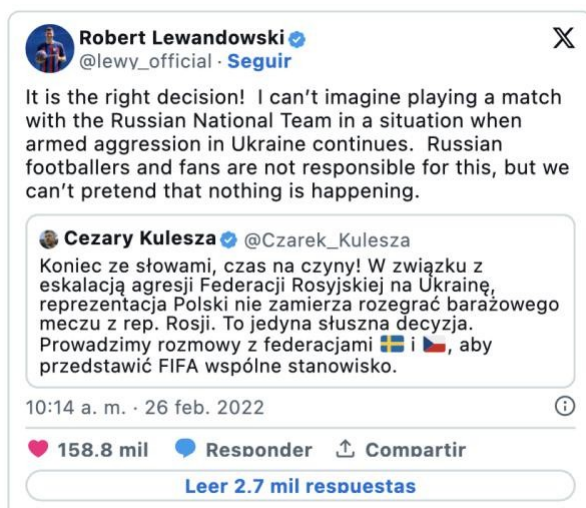 Robert Lewandowski
@lewy_official · Seguir
It is the right decision! I can’t imagine playing a match
with the Russian National Team in a situation when
armed aggression in Ukraine continues. Russian
footballers and fans are not responsible for this, but we
can’t pretend that nothing is happening.
Cezary Kulesza @Czarek_Kulesza
Koniec ze słowami, czas na czyny! W związku z
eskalacją agresji Federacji Rosyjskiej na Ukrainę,
reprezentacja Polski nie zamierza rozegrać barażowego
meczu z rep. Rosji. To jedyna słuszna decyzja.
Prowadzimy rozmowy z federacjami 🇸🇪 i 🇨🇿, aby
przedstawić FIFA wspólne stanowisko.
10:14 a. m. · 26 feb. 2022
158.8 mil Responder Compartir
Leer 2.7 mil respuestas